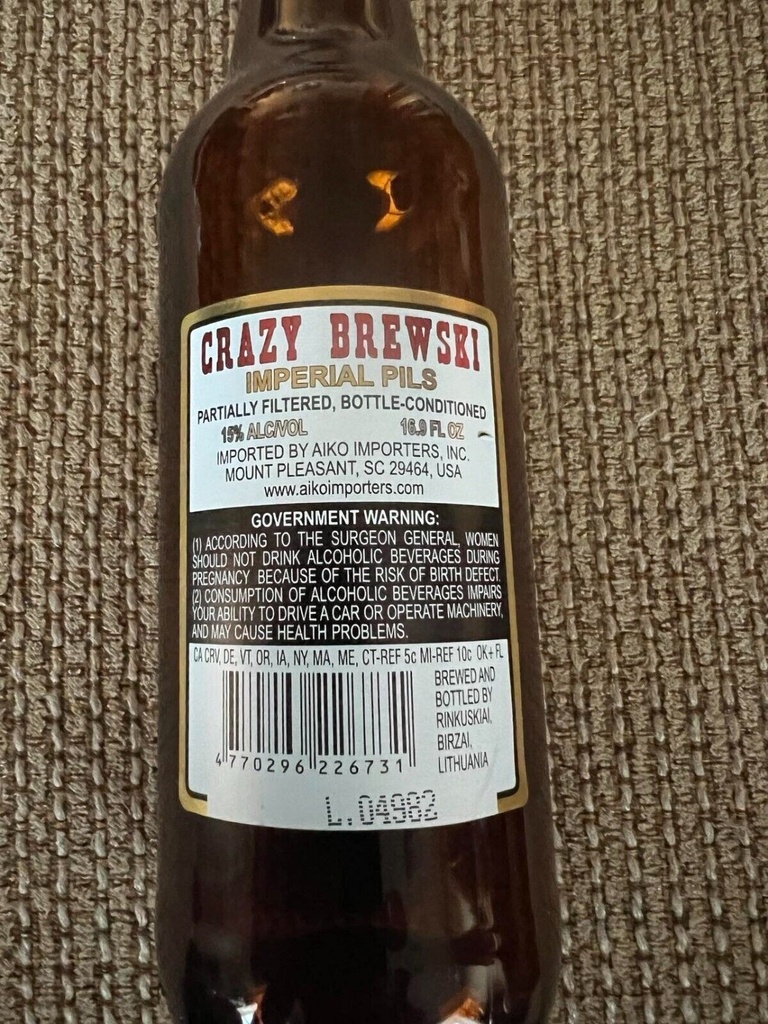 CRAZY BREWSKI
IMPERIAL PILS
PARTIALLY FILTERED, BOTTLE-CONDITIONED
15% ALC/VOL 16.9 FL OZ
IMPORTED BY AIKO IMPORTERS, INC.
MOUNT PLEASANT, SC 29464, USA
www.aikoimporters.com
GOVERNMENT WARNING:
(1) ACCORDING TO THE SURGEON GENERAL, WOMEN
SHOULD NOT DRINK ALCOHOLIC BEVERAGES DURING
PREGNANCY BECAUSE OF THE RISK OF BIRTH DEFECT.
(2) CONSUMPTION OF ALCOHOLIC BEVERAGES IMPAIRS
YOUR ABILITY TO DRIVE A CAR OR OPERATE MACHINERY,
AND MAY CAUSE HEALTH PROBLEMS.
CA CRV, DE, VT, OR, IA, NY, MA, ME, CT-REF 5c MI-REF 10c OK+ FL
BREWED AND
BOTTLED BY
RINKUSKIAI,
BIRZAI,
LITHUANIA
4 770296 226731
L.04982